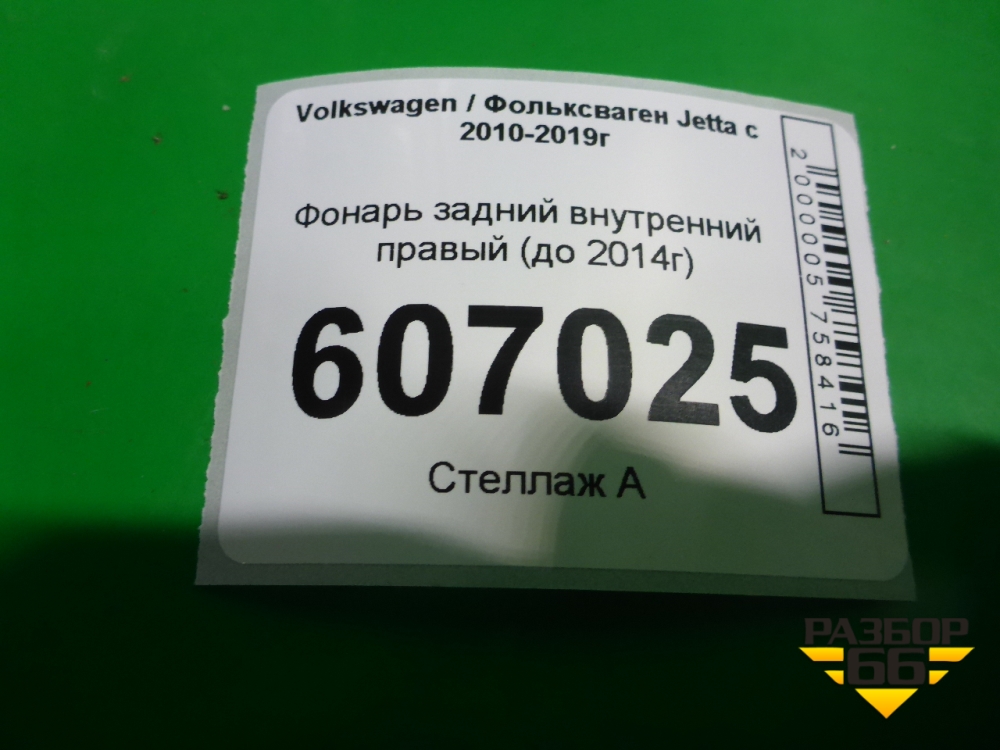 Volkswagen / Фольксваген Jetta с
2010-2019г
Фонарь задний внутренний
правый (до 2014г)
607025
Стеллаж А
2000005758416
РАЗБОР
66